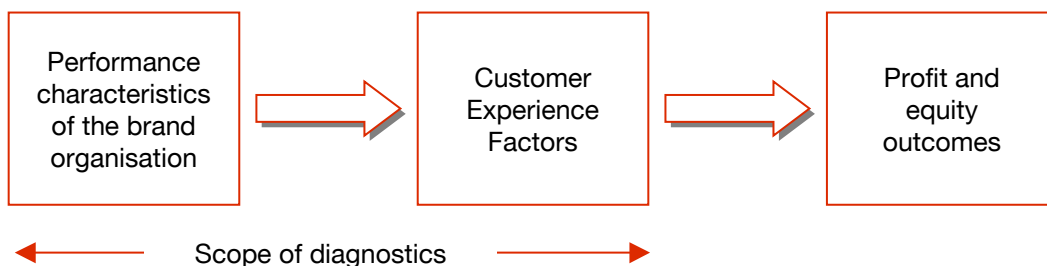 Performance
characteristics
of the brand
organisation
Customer
Experience
Factors
Profit and
equity
outcomes
Scope of diagnostics